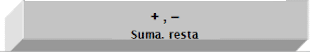 + , –
Suma. resta